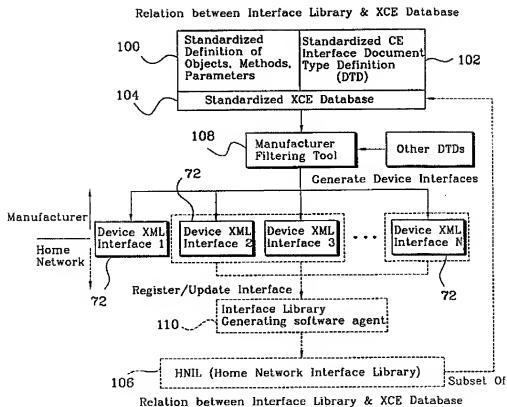 Relation between Interface Library & XCE Database
100
Standardized
Definition of
Objects, Methods,
Parameters
Standardized CE
Interface Document
Type Definition
(DTD)
102
104
Standardized XCE Database
108
Manufacturer
Filtering Tool
Other DTDs
72
Generate Device Interfaces
Manufacturer
Home
Network
Device XML
Interface 1
Device XML
Interface 2
Device XML
Interface 3
Device XML
Interface N
72
72
Register/Update Interface
110
Interface Library
Generating software agent
106
HNIL (Home Network Interface Library)
Subset Of
Relation between Interface Library & XCE Database